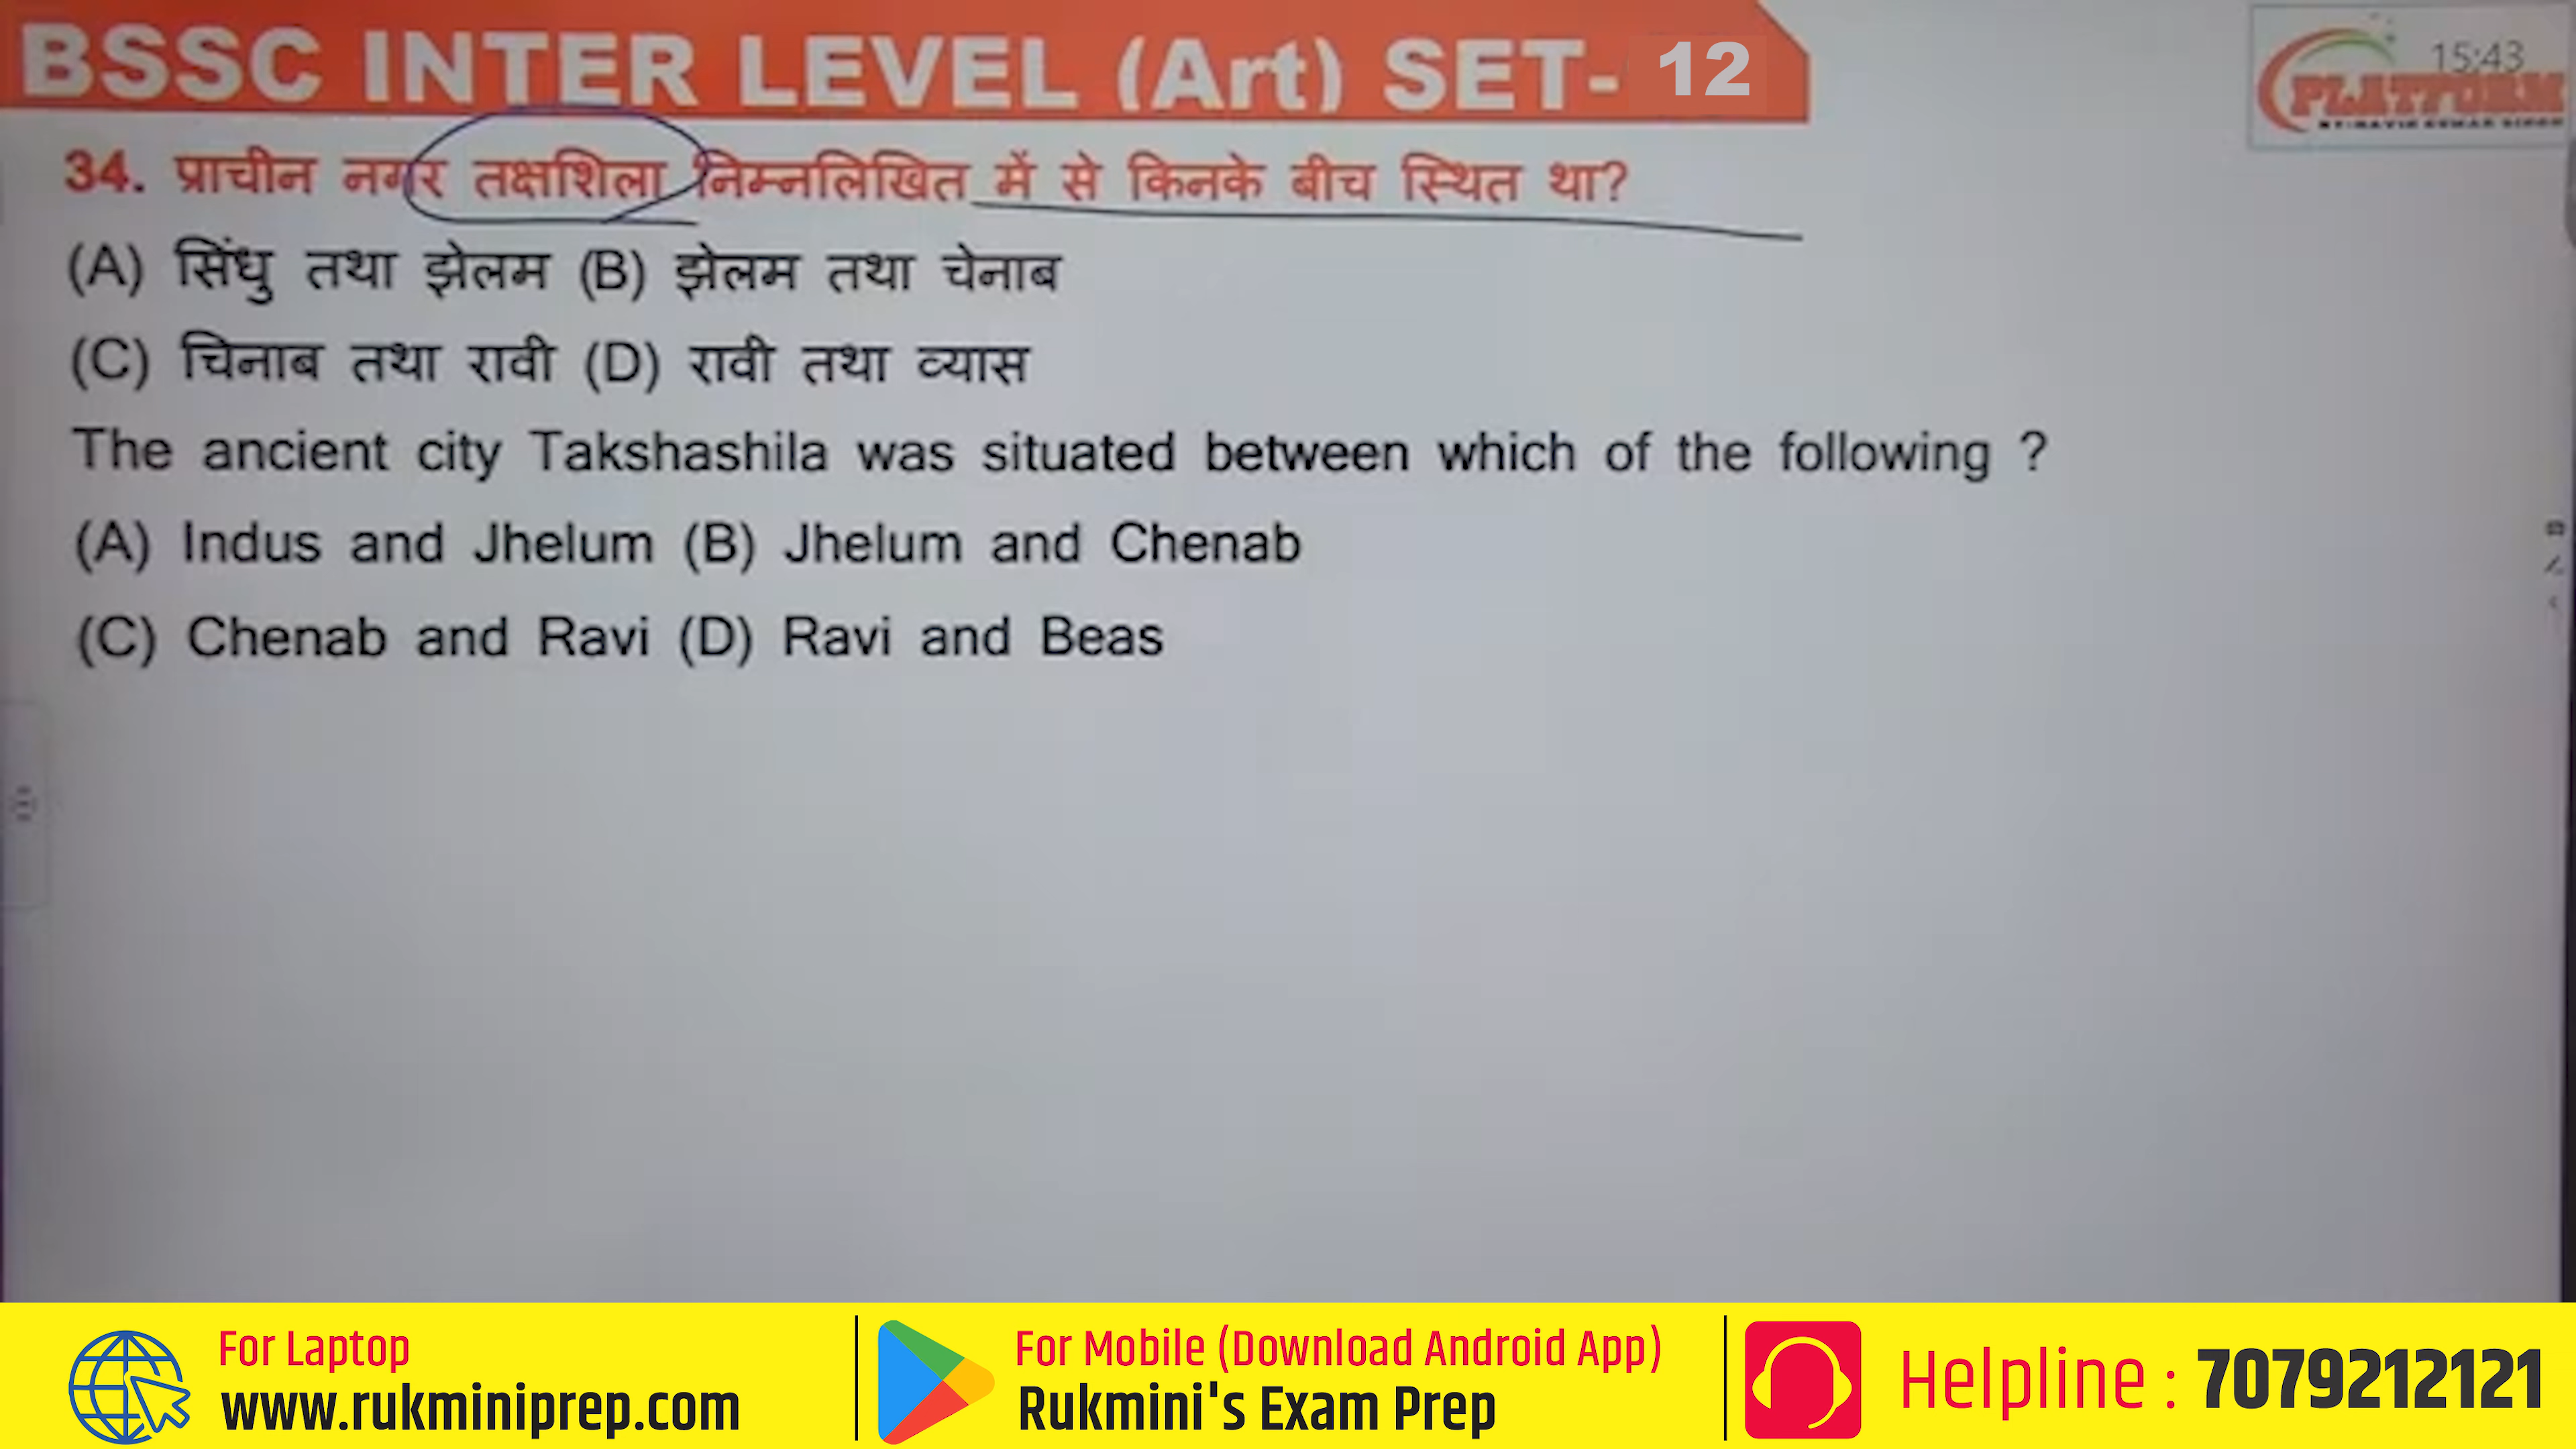 BSSC INTER LEVEL (Art) SET- 12
15:43
PLATFORM
34. प्राचीन नगर तक्षशिला निम्नलिखित में से किनके बीच स्थित था?
(A) सिंधु तथा झेलम (B) झेलम तथा चेनाब
(C) चिनाब तथा रावी (D) रावी तथा व्यास
The ancient city Takshashila was situated between which of the following ?
(A) Indus and Jhelum (B) Jhelum and Chenab
(C) Chenab and Ravi (D) Ravi and Beas
For Laptop
www.rukminiprep.com
For Mobile (Download Android App)
Rukmini's Exam Prep
Helpline : 7079212121